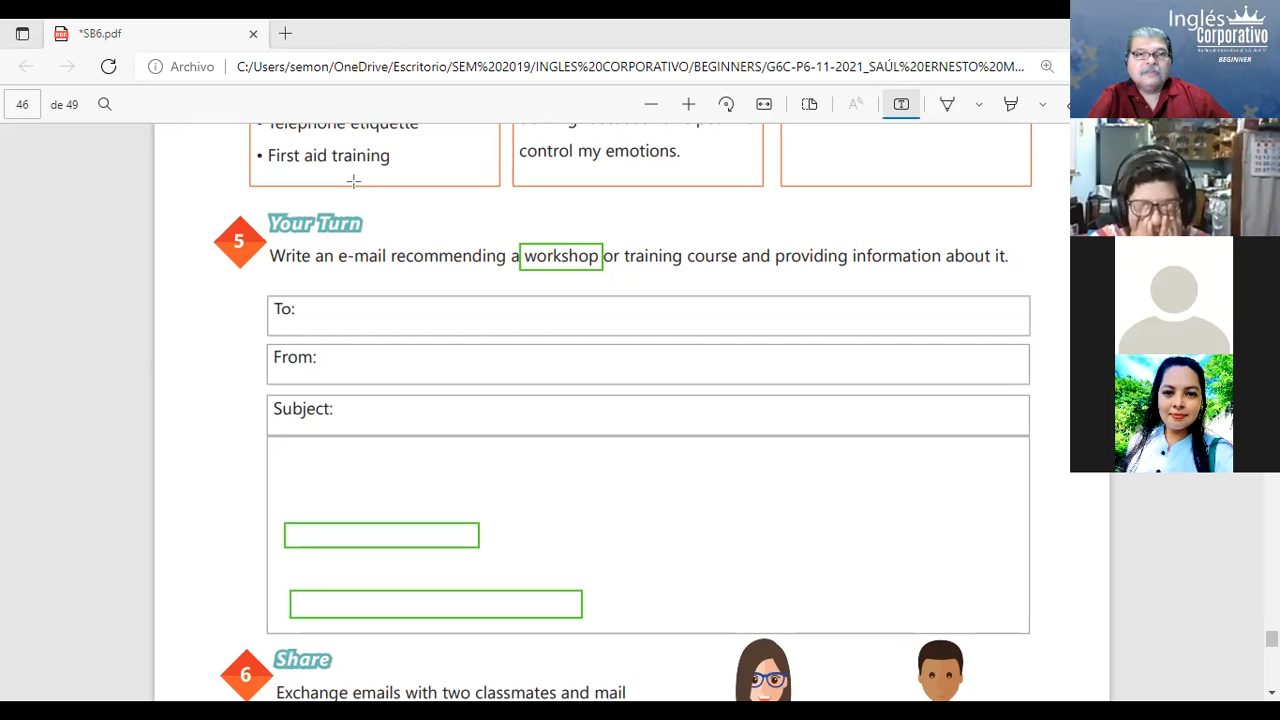 *SB6.pdf
Archivo
C:/Users/semon/OneDrive/Escritorio/SEM%202019/INGLES%20CORPORATIVO/BEGINNERS/G6C-P6-11-2021_SAÚL%20ERNESTO%20M...
46 de 49
Inglés
Corporativo
BEGINNER
• Telephone etiquette
• First aid training
control my emotions.
5 Your Turn
Write an e-mail recommending a workshop or training course and providing information about it.
To:
From:
Subject:
6 Share
Exchange emails with two classmates and mail